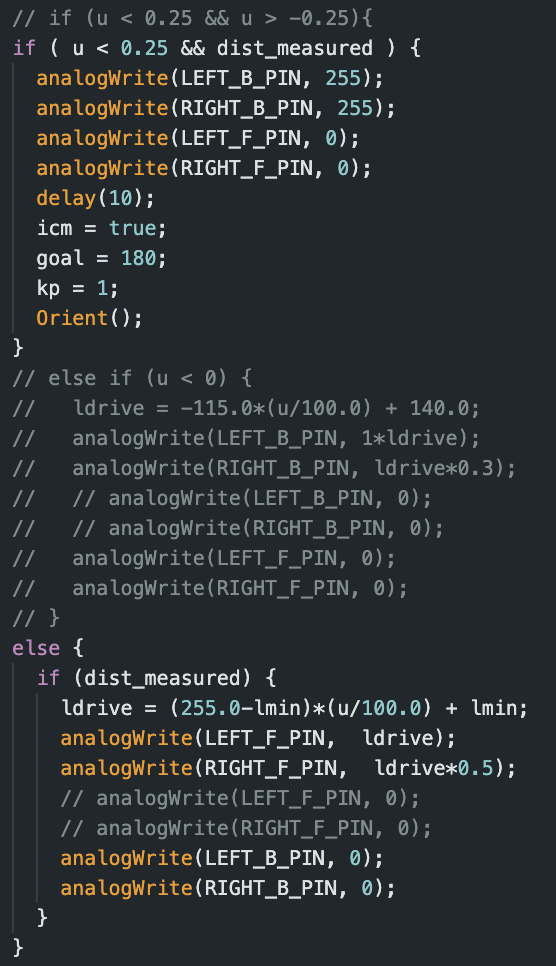 // if (u < 0.25 && u > -0.25){
if ( u < 0.25 && dist_measured ) {
  analogWrite(LEFT_B_PIN, 255);
  analogWrite(RIGHT_B_PIN, 255);
  analogWrite(LEFT_F_PIN, 0);
  analogWrite(RIGHT_F_PIN, 0);
  delay(10);
  icm = true;
  goal = 180;
  kp = 1;
  Orient();
}
// else if (u < 0) {
//   ldrive = -115.0*(u/100.0) + 140.0;
//   analogWrite(LEFT_B_PIN, 1*ldrive);
//   analogWrite(RIGHT_B_PIN, ldrive*0.3);
//   // analogWrite(LEFT_B_PIN, 0);
//   // analogWrite(RIGHT_B_PIN, 0);
//   analogWrite(LEFT_F_PIN, 0);
//   analogWrite(RIGHT_F_PIN, 0);
// }
else {
  if (dist_measured) {
    ldrive = (255.0-lmin)*(u/100.0) + lmin;
    analogWrite(LEFT_F_PIN,  ldrive);
    analogWrite(RIGHT_F_PIN,  ldrive*0.5);
    // analogWrite(LEFT_F_PIN, 0);
    // analogWrite(RIGHT_F_PIN, 0);
    analogWrite(LEFT_B_PIN, 0);
    analogWrite(RIGHT_B_PIN, 0);
  }
}